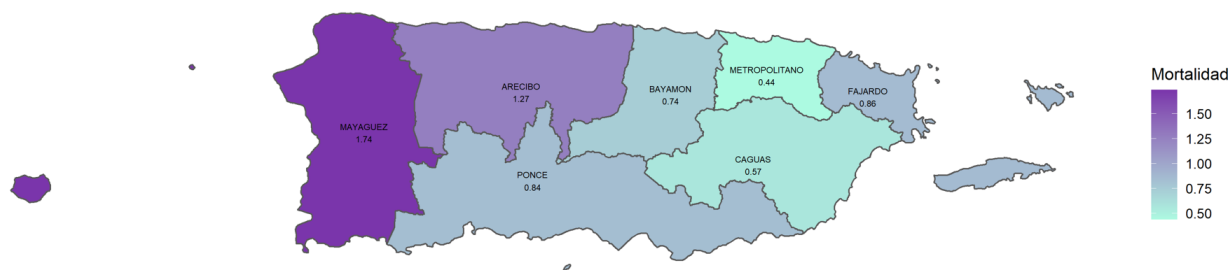 MAYAGUEZ
1.74
ARECIBO
1.27
BAYAMON
0.74
METROPOLITANO
0.44
FAJARDO
0.86
PONCE
0.84
CAGUAS
0.57
Mortalidad
1.50
1.25
1.00
0.75
0.50